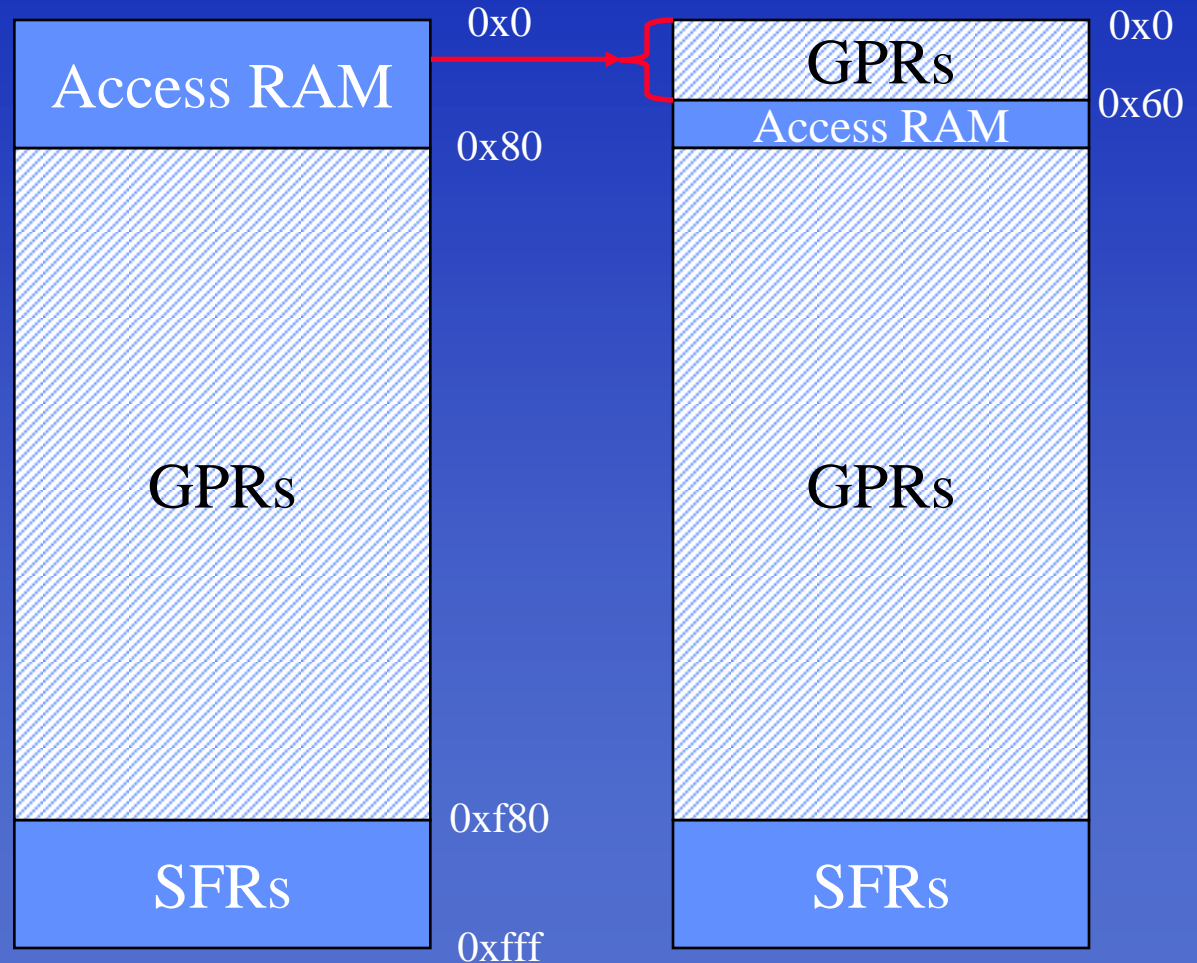 0x0
Access RAM
0x80
GPRs
0xf80
SFRs
0xfff
0x0
GPRs
0x60
Access RAM
GPRs
SFRs